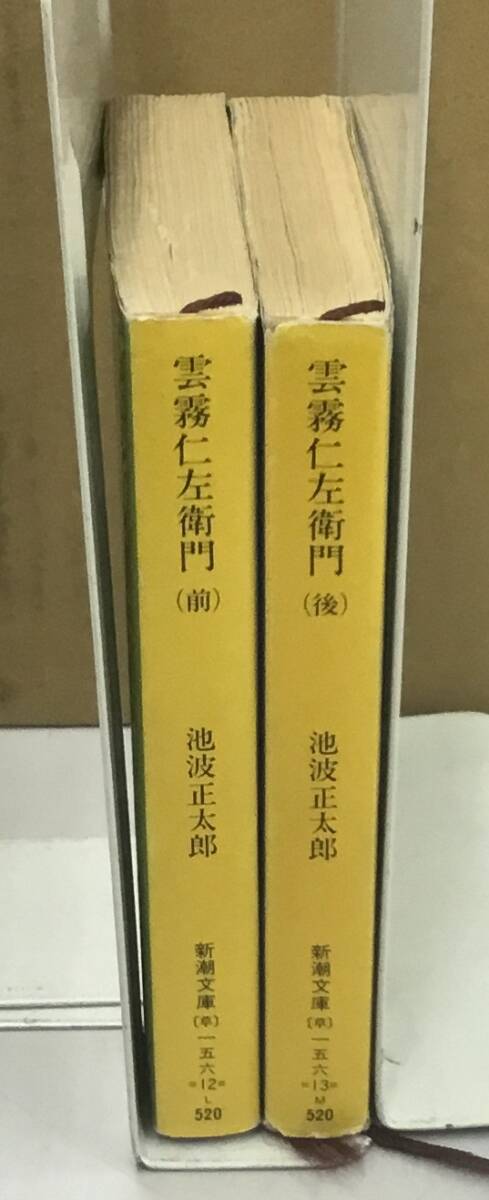 雲霧仁左衛門
(前)
池波正太郎
新潮文庫
〔草〕
一五六
=12=
L
520
雲霧仁左衛門
(後)
池波正太郎
新潮文庫
〔草〕
一五六
=13=
M
520